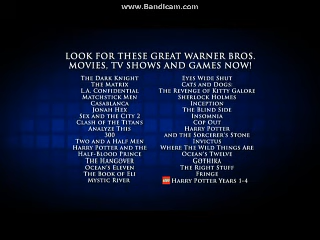 www.Bandicam.com
LOOK FOR THESE GREAT WARNER BROS.
MOVIES, TV SHOWS AND GAMES NOW!
The Dark Knight
The Matrix
L.A. Confidential
Matchstick Men
Casablanca
Jonah Hex
Sex and the City 2
Clash of the Titans
Analyze This
300
Two and a Half Men
Harry Potter and the
Half-Blood Prince
The Hangover
Ocean's Eleven
The Book of Eli
Mystic River
Eyes Wide Shut
Cats and Dogs:
The Revenge of Kitty Galore
Sherlock Holmes
Inception
The Blind Side
Insomnia
Cop Out
Harry Potter
and the Sorcerer's Stone
Invictus
Where The Wild Things Are
Ocean's Twelve
Gothika
The Right Stuff
Fringe
LEGO Harry Potter Years 1-4